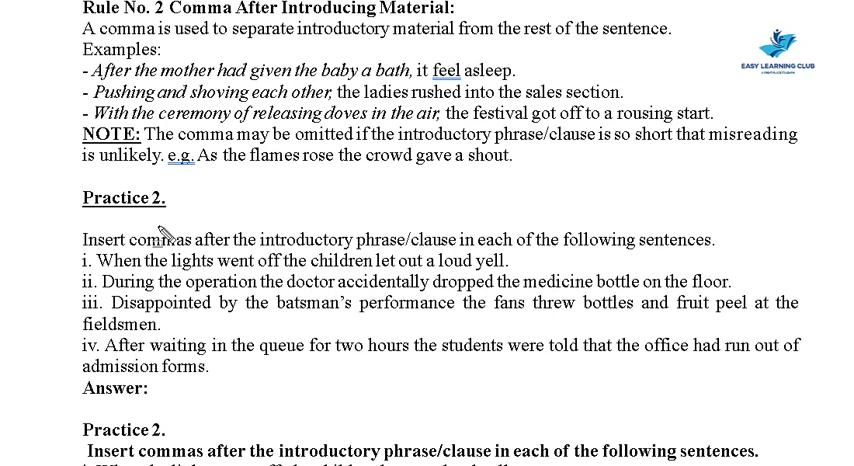 Rule No. 2 Comma After Introducing Material:
A comma is used to separate introductory material from the rest of the sentence.
Examples:
- After the mother had given the baby a bath, it feel asleep.
- Pushing and shoving each other, the ladies rushed into the sales section.
- With the ceremony of releasing doves in the air, the festival got off to a rousing start.
NOTE: The comma may be omitted if the introductory phrase/clause is so short that misreading
is unlikely. e.g. As the flames rose the crowd gave a shout.
EASY LEARNING CLUB
Practice 2.
Insert commas after the introductory phrase/clause in each of the following sentences.
i. When the lights went off the children let out a loud yell.
ii. During the operation the doctor accidentally dropped the medicine bottle on the floor.
iii. Disappointed by the batsman's performance the fans threw bottles and fruit peel at the
fieldsmen.
iv. After waiting in the queue for two hours the students were told that the office had run out of
admission forms.
Answer:
Practice 2.
Insert commas after the introductory phrase/clause in each of the following sentences.